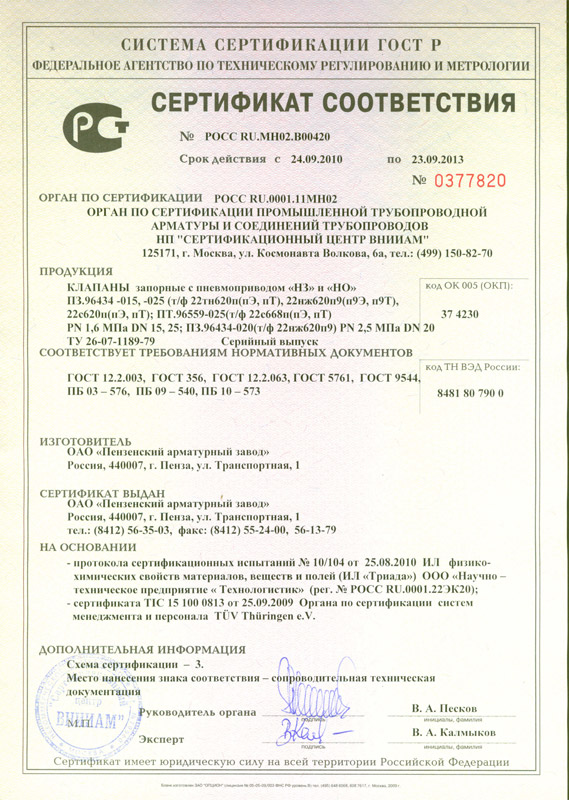 СИСТЕМА СЕРТИФИКАЦИИ ГОСТ Р
ФЕДЕРАЛЬНОЕ АГЕНТСТВО ПО ТЕХНИЧЕСКОМУ РЕГУЛИРОВАНИЮ И МЕТРОЛОГИИ
СЕРТИФИКАТ СООТВЕТСТВИЯ
№ РОСС RU.МН02.В00420
Срок действия с 24.09.2010 по 23.09.2013
№ 0377820
ОРГАН ПО СЕРТИФИКАЦИИ РОСС RU.0001.11МН02
ОРГАН ПО СЕРТИФИКАЦИИ ПРОМЫШЛЕННОЙ ТРУБОПРОВОДНОЙ
АРМАТУРЫ И СОЕДИНЕНИЙ ТРУБОПРОВОДОВ
НП "СЕРТИФИКАЦИОННЫЙ ЦЕНТР ВНИИАМ"
125171, г. Москва, ул. Космонавта Волкова, 6а, тел.: (499) 150-82-70
ПРОДУКЦИЯ
КЛАПАНЫ запорные с пневмоприводом «НЗ» и «НО»
ПЗ.96434 -015, -025 (т/ф 22тн620п(пЭ, пТ), 22нж620п9(п9Э, п9Т),
22с620п(пЭ, пТ); ПТ.96559-025(т/ф 22с668п(пЭ, пТ)
PN 1,6 МПа DN 15, 25; ПЗ.96434-020(т/ф 22нж620п9) PN 2,5 МПа DN 20
ТУ 26-07-1189-79 Серийный выпуск
код ОК 005 (ОКП):
37 4230
СООТВЕТСТВУЕТ ТРЕБОВАНИЯМ НОРМАТИВНЫХ ДОКУМЕНТОВ
ГОСТ 12.2.003, ГОСТ 356, ГОСТ 12.2.063, ГОСТ 5761, ГОСТ 9544,
ПБ 03 – 576, ПБ 09 – 540, ПБ 10 – 573
код ТН ВЭД России:
8481 80 790 0
ИЗГОТОВИТЕЛЬ
ОАО «Пензенский арматурный завод»
Россия, 440007, г. Пенза, ул. Транспортная, 1
СЕРТИФИКАТ ВЫДАН
ОАО «Пензенский арматурный завод»
Россия, 440007, г. Пенза, ул. Транспортная, 1
тел.: (8412) 56-35-03, факс: (8412) 55-24-00, 56-13-79
НА ОСНОВАНИИ
- протокола сертификационных испытаний № 10/104 от 25.08.2010 ИЛ физико-
химических свойств материалов, веществ и полей (ИЛ «Триада») ООО «Научно –
техническое предприятие « Технологистик» (рег. № РОСС RU.0001.22ЭК20);
- сертификата TIC 15 100 0813 от 25.09.2009 Органа по сертификации систем
менеджмента и персонала TÜV Thüringen e.V.
ДОПОЛНИТЕЛЬНАЯ ИНФОРМАЦИЯ
Схема сертификации – 3.
Место нанесения знака соответствия – сопроводительная техническая
документация
центр
ВНИИАМ"
М.П.
Руководитель органа
подпись
В. А. Песков
инициалы, фамилия
Эксперт
подпись
В. А. Калмыков
инициалы, фамилия
Сертификат имеет юридическую силу на всей территории Российской Федерации